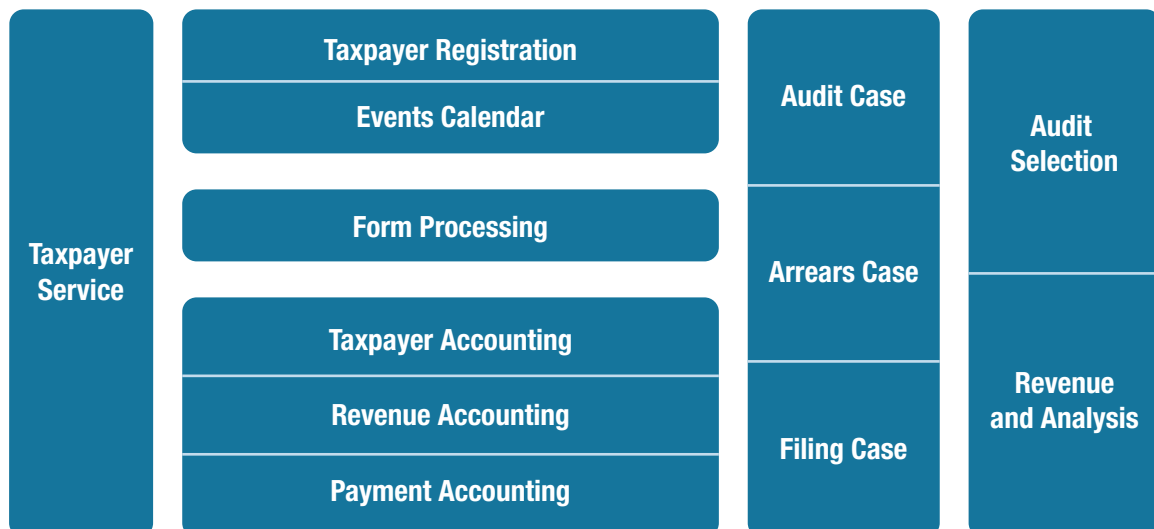 Taxpayer
Service
Taxpayer Registration
Events Calendar
Form Processing
Taxpayer Accounting
Revenue Accounting
Payment Accounting
Audit Case
Arrears Case
Filing Case
Audit
Selection
Revenue
and Analysis